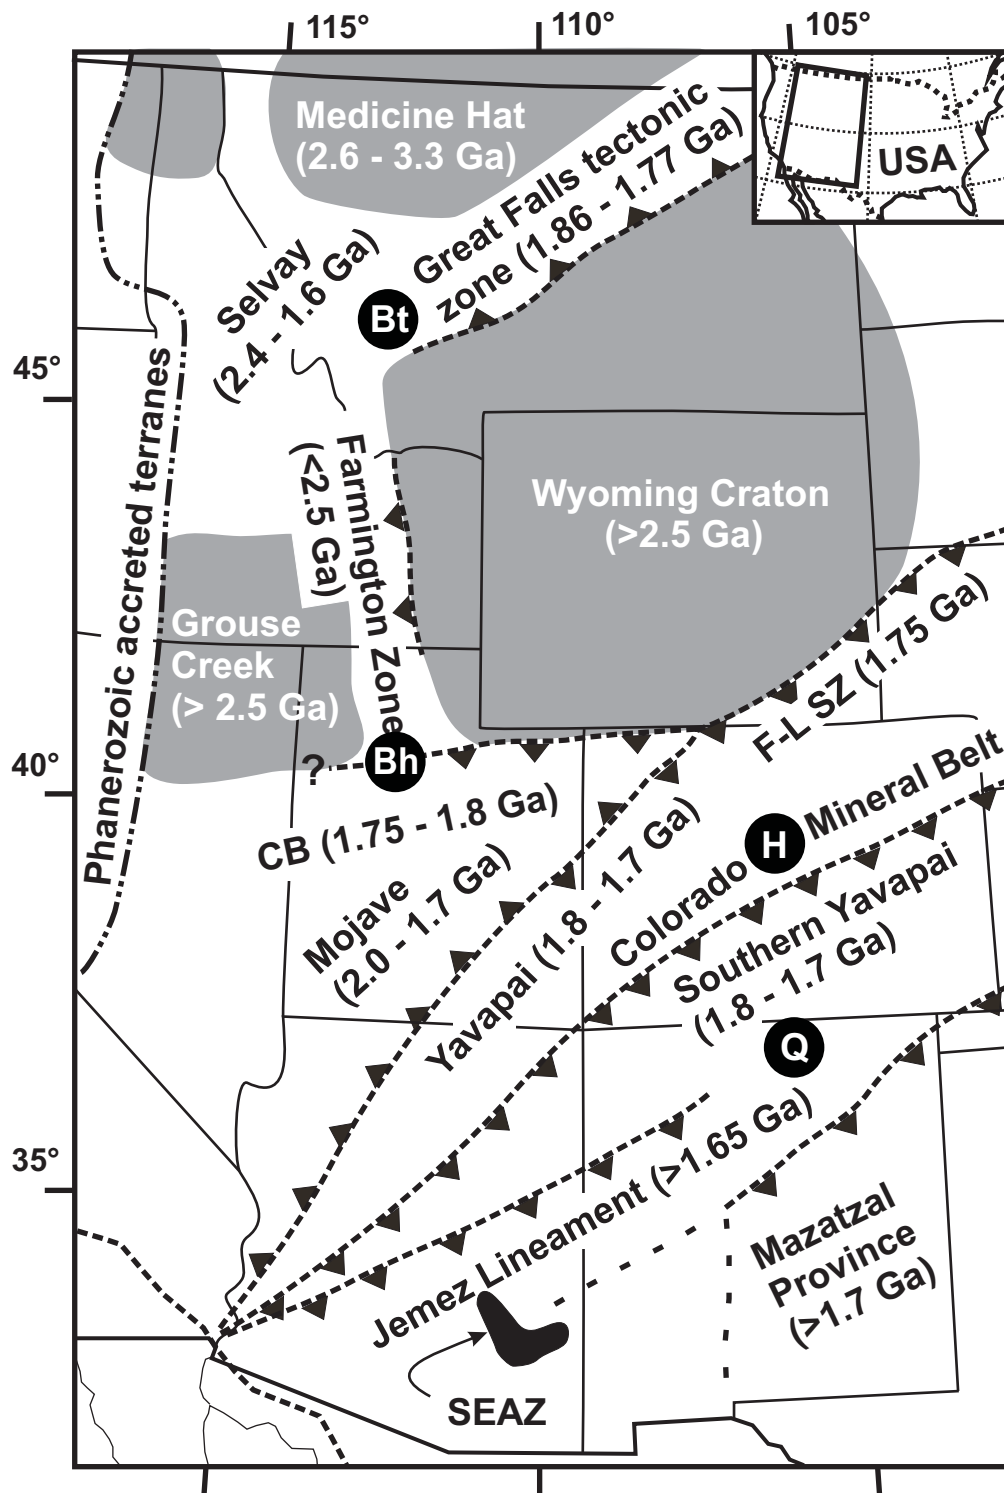 115°
110°
105°
Medicine Hat
(2.6 - 3.3 Ga)
USA
Great Falls tectonic
zone (1.86 - 1.77 Ga)
Selvay
(2.4 - 1.6 Ga)
Bt
45°
Phanerozoic accreted terranes
Farmington Zone
(<2.5 Ga)
Wyoming Craton
(>2.5 Ga)
Grouse
Creek
(> 2.5 Ga)
F-L SZ (1.75 Ga)
40°
?
Bh
CB (1.75 - 1.8 Ga)
Mojave
(2.0 - 1.7 Ga)
Yavapai (1.8 - 1.7 Ga)
Colorado
H
Mineral Belt
Southern Yavapai
(1.8 - 1.7 Ga)
Q
35°
Jemez Lineament (>1.65 Ga)
Mazatzal
Province
(>1.7 Ga)
SEAZ